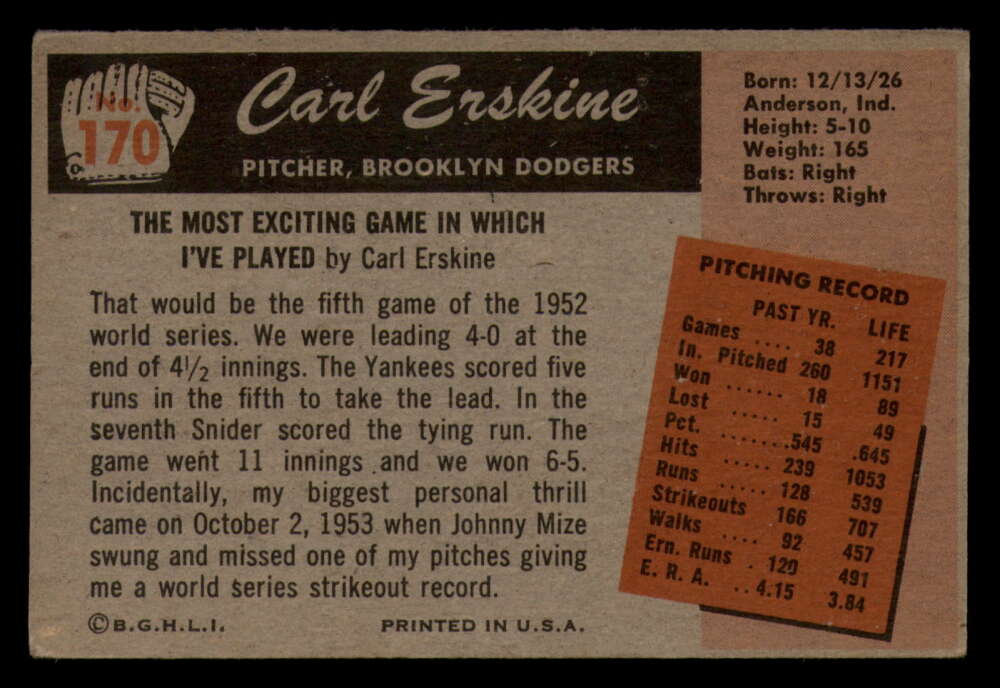 No.
170
Carl Erskine
PITCHER, BROOKLYN DODGERS
Born: 12/13/26
Anderson, Ind.
Height: 5-10
Weight: 165
Bats: Right
Throws: Right
THE MOST EXCITING GAME IN WHICH
I'VE PLAYED by Carl Erskine
That would be the fifth game of the 1952
world series. We were leading 4-0 at the
end of 4½ innings. The Yankees scored five
runs in the fifth to take the lead. In the
seventh Snider scored the tying run. The
game went 11 innings and we won 6-5.
Incidentally, my biggest personal thrill
came on October 2, 1953 when Johnny Mize
swung and missed one of my pitches giving
me a world series strikeout record.
©B.G.H.L.I. PRINTED IN U.S.A.
PITCHING RECORD
PAST YR. LIFE
Games .... 38 217
In. Pitched 260 1151
Won ...... 18 89
Lost ..... 15 49
Pct. .......545 .645
Hits ..... 239 1053
Runs ..... 128 539
Strikeouts 166 707
Walks .... 92 457
Ern. Runs . 120 491
E. R. A. .. 4.15 3.84